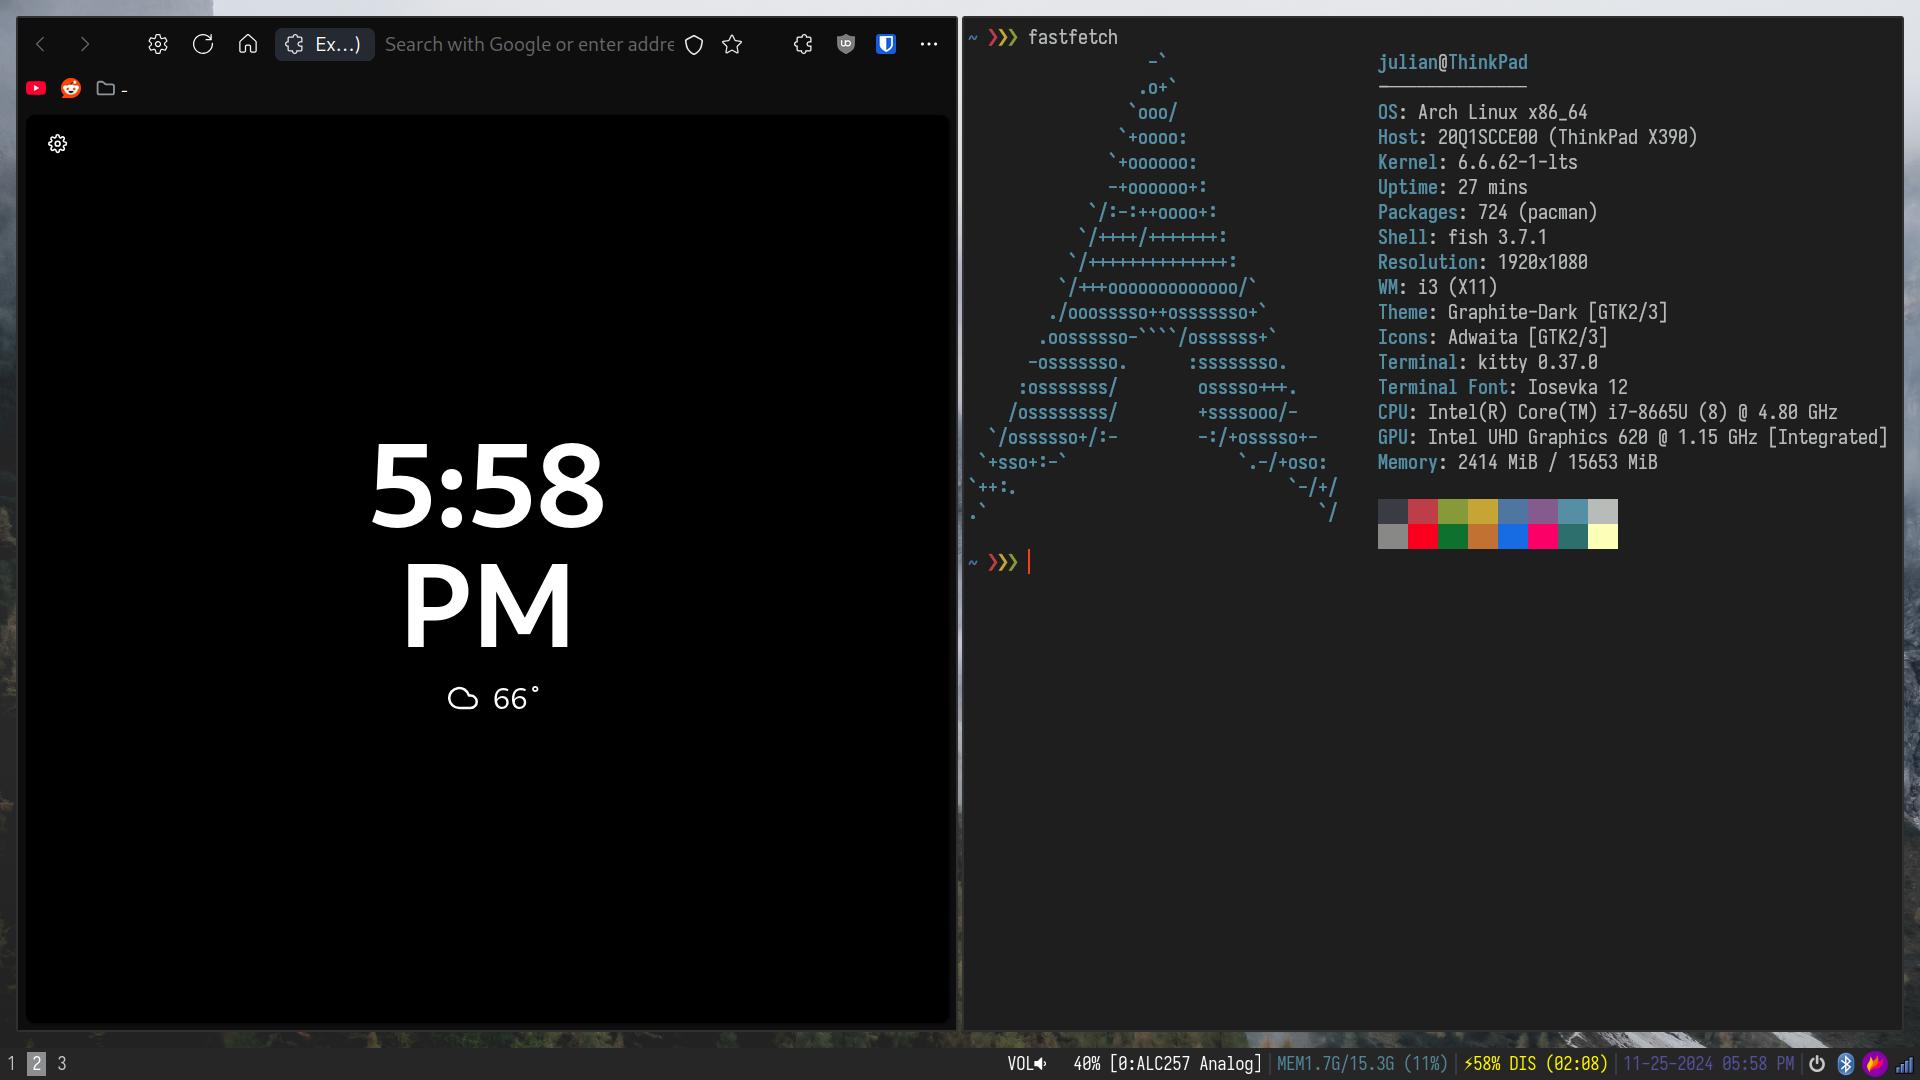 Ex...)
Search with Google or enter addre
-
5:58
PM
66°
~ ❯❯❯ fastfetch
                  -`
                 .o+`
                `ooo/
               `+oooo:
              `+oooooo:
              -+oooooo+:
            `/:-:++oooo+:
           `/++++/+++++++:
          `/++++++++++++++:
         `/+++ooooooooooooo/`
        ./ooosssso++osssssso+`
       .oossssso-````/ossssss+`
      -osssssso.      :ssssssso.
     :osssssss/        osssso+++.
    /ossssssss/        +ssssooo/-
  `/ossssso+/:-        -:/+osssso+-
 `+sso+:-`                 `.-/+oso:
`++:.                           `-/+/
.`                                 `/
julian@ThinkPad
---------------
OS: Arch Linux x86_64
Host: 20Q1SCCE00 (ThinkPad X390)
Kernel: 6.6.62-1-lts
Uptime: 27 mins
Packages: 724 (pacman)
Shell: fish 3.7.1
Resolution: 1920x1080
WM: i3 (X11)
Theme: Graphite-Dark [GTK2/3]
Icons: Adwaita [GTK2/3]
Terminal: kitty 0.37.0
Terminal Font: Iosevka 12
CPU: Intel(R) Core(TM) i7-8665U (8) @ 4.80 GHz
GPU: Intel UHD Graphics 620 @ 1.15 GHz [Integrated]
Memory: 2414 MiB / 15653 MiB
~ ❯❯❯
1 2 3
VOL 40% [0:ALC257 Analog] MEM1.7G/15.3G (11%) ⚡58% DIS (02:08) 11-25-2024 05:58 PM